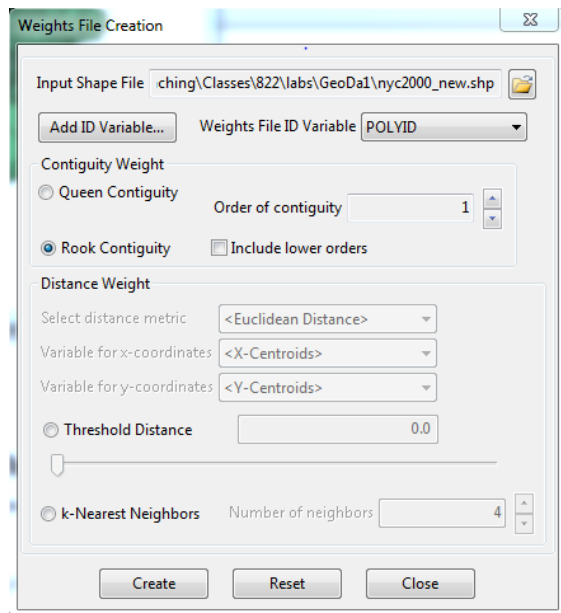 Weights File Creation
Input Shape File :ching\Classes\822\labs\GeoDa1\nyc2000_new.shp
Add ID Variable... Weights File ID Variable POLYID
Contiguity Weight
Queen Contiguity
Order of contiguity 1
Rook Contiguity Include lower orders
Distance Weight
Select distance metric <Euclidean Distance>
Variable for x-coordinates <X-Centroids>
Variable for y-coordinates <Y-Centroids>
Threshold Distance 0.0
k-Nearest Neighbors Number of neighbors 4
Create Reset Close